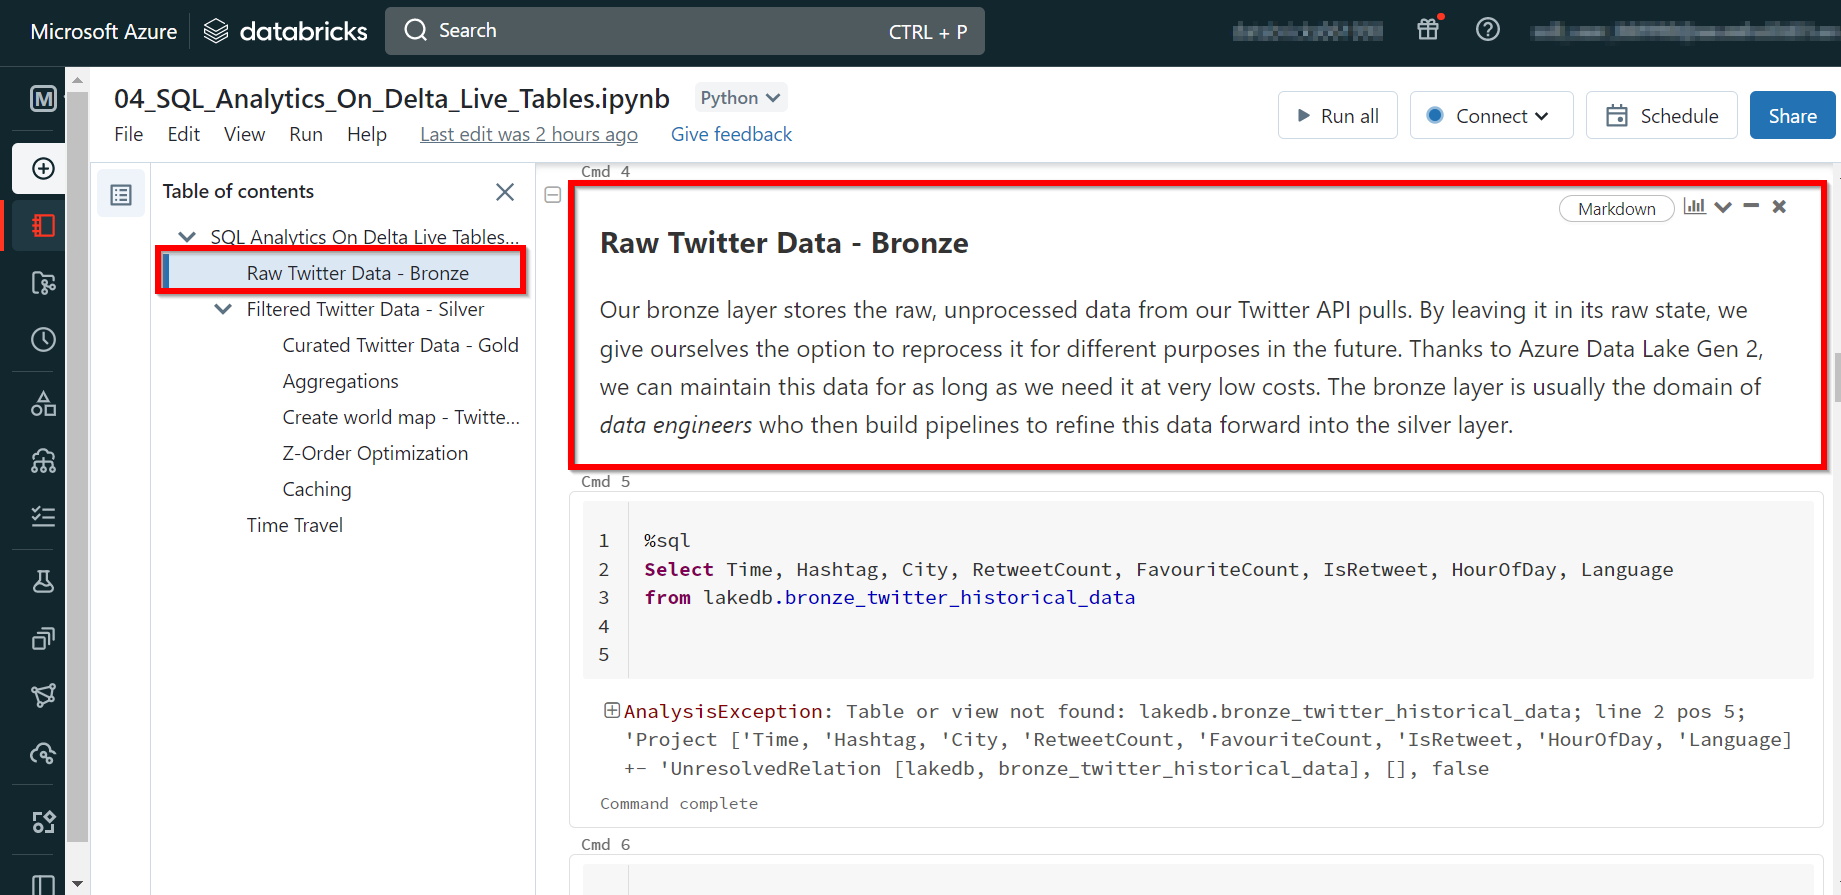 Microsoft Azure databricks Search CTRL + P
04_SQL_Analytics_On_Delta_Live_Tables.ipynb Python
File Edit View Run Help Last edit was 2 hours ago Give feedback
Run all Connect Schedule Share
M
Table of contents
SQL Analytics On Delta Live Tables...
Raw Twitter Data - Bronze
Filtered Twitter Data - Silver
Curated Twitter Data - Gold
Aggregations
Create world map - Twitte...
Z-Order Optimization
Caching
Time Travel
Cmd 4
Markdown
Raw Twitter Data - Bronze
Our bronze layer stores the raw, unprocessed data from our Twitter API pulls. By leaving it in its raw state, we
give ourselves the option to reprocess it for different purposes in the future. Thanks to Azure Data Lake Gen 2,
we can maintain this data for as long as we need it at very low costs. The bronze layer is usually the domain of
data engineers who then build pipelines to refine this data forward into the silver layer.
Cmd 5
1 %sql
2 Select Time, Hashtag, City, RetweetCount, FavouriteCount, IsRetweet, HourOfDay, Language
3 from lakedb.bronze_twitter_historical_data
4
5
AnalysisException: Table or view not found: lakedb.bronze_twitter_historical_data; line 2 pos 5;
'Project ['Time, 'Hashtag, 'City, 'RetweetCount, 'FavouriteCount, 'IsRetweet, 'HourOfDay, 'Language]
+- 'UnresolvedRelation [lakedb, bronze_twitter_historical_data], [], false
Command complete
Cmd 6